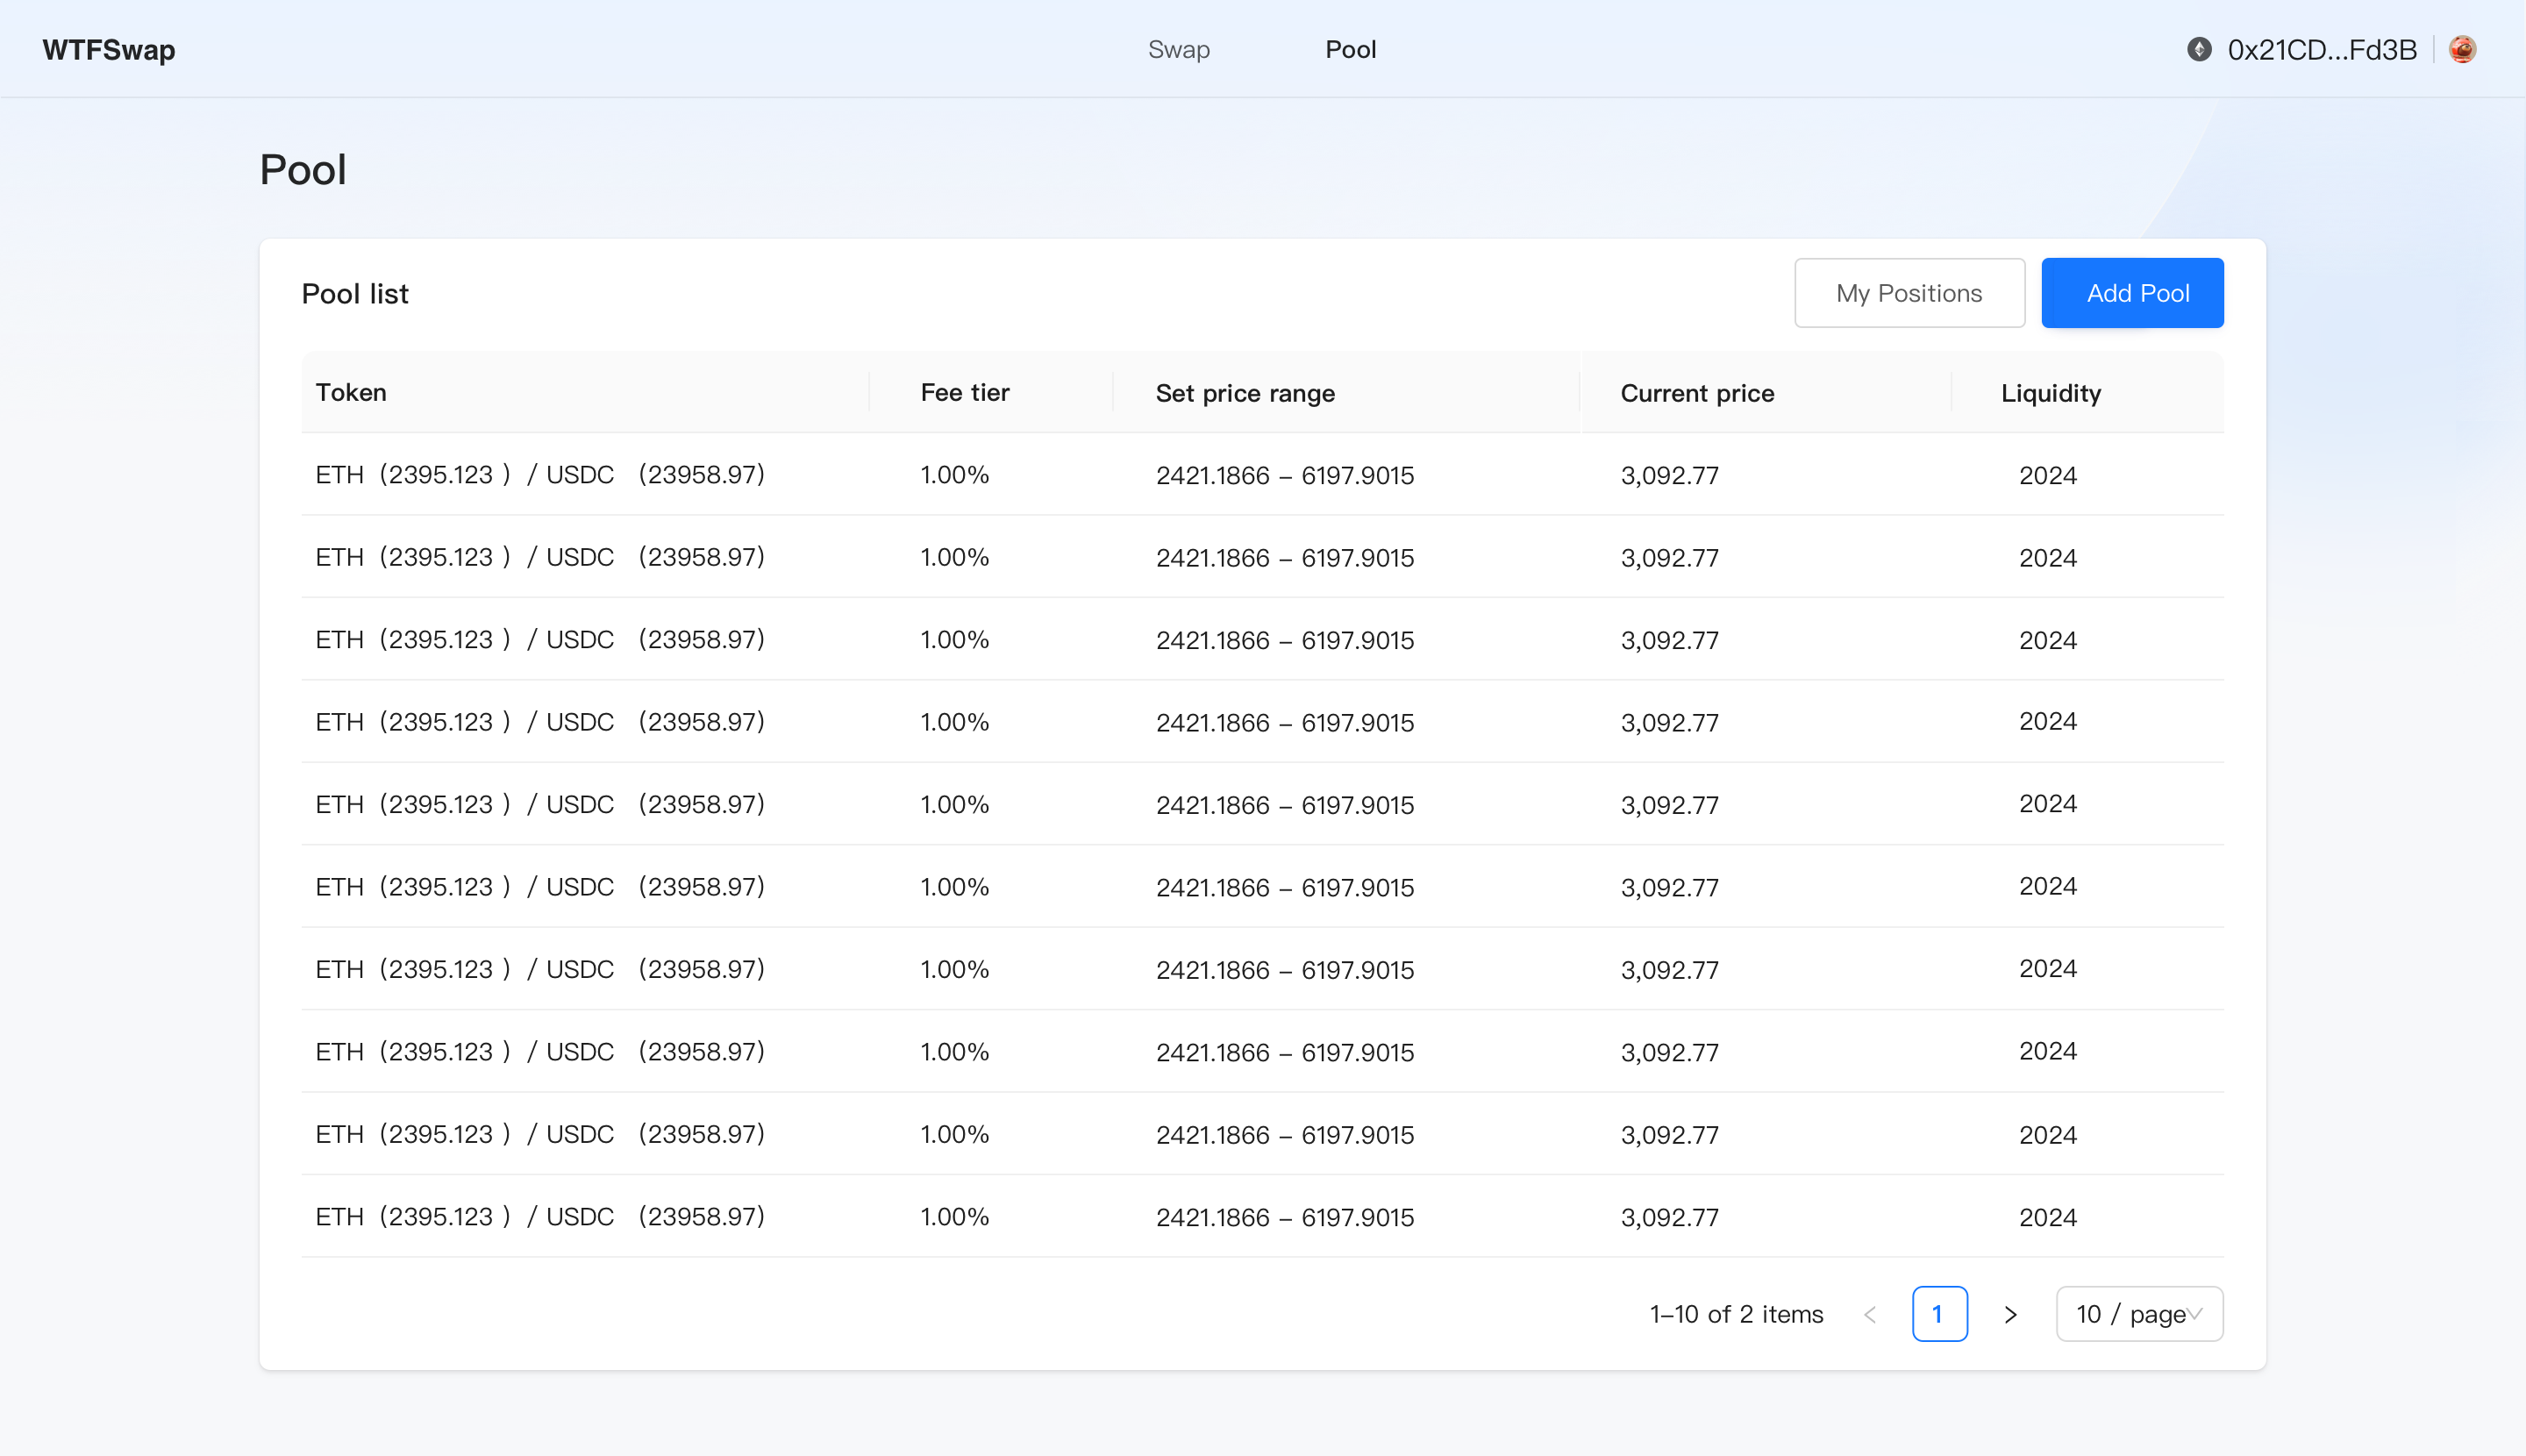 WTFSwap Swap Pool 0x21CD...Fd3B
Pool
Pool list My Positions Add Pool
Token Fee tier Set price range Current price Liquidity
ETH (2395.123 ) / USDC (23958.97) 1.00% 2421.1866 – 6197.9015 3,092.77 2024
ETH (2395.123 ) / USDC (23958.97) 1.00% 2421.1866 – 6197.9015 3,092.77 2024
ETH (2395.123 ) / USDC (23958.97) 1.00% 2421.1866 – 6197.9015 3,092.77 2024
ETH (2395.123 ) / USDC (23958.97) 1.00% 2421.1866 – 6197.9015 3,092.77 2024
ETH (2395.123 ) / USDC (23958.97) 1.00% 2421.1866 – 6197.9015 3,092.77 2024
ETH (2395.123 ) / USDC (23958.97) 1.00% 2421.1866 – 6197.9015 3,092.77 2024
ETH (2395.123 ) / USDC (23958.97) 1.00% 2421.1866 – 6197.9015 3,092.77 2024
ETH (2395.123 ) / USDC (23958.97) 1.00% 2421.1866 – 6197.9015 3,092.77 2024
ETH (2395.123 ) / USDC (23958.97) 1.00% 2421.1866 – 6197.9015 3,092.77 2024
ETH (2395.123 ) / USDC (23958.97) 1.00% 2421.1866 – 6197.9015 3,092.77 2024
1–10 of 2 items < 1 > 10 / page